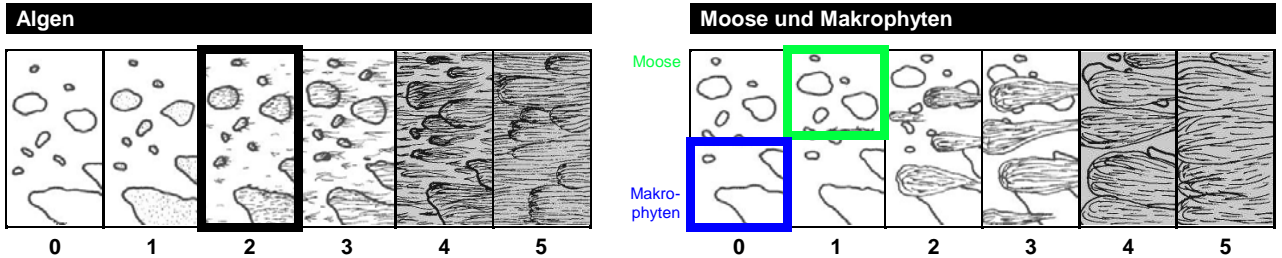 Algen
0 1 2 3 4 5
Moose und Makrophyten
Moose
Makro-
phyten
0 1 2 3 4 5